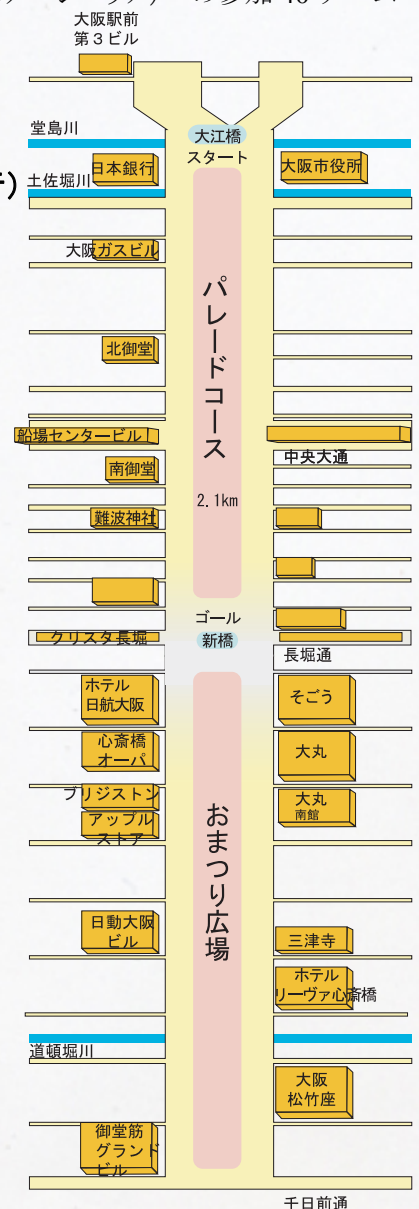 大阪駅前
第３ビル
堂島川
大江橋
スタート
日本銀行
大阪市役所
土佐堀川
大阪ガスビル
パレードコース
2.1km
北御堂
船場センタービル
中央大通
南御堂
難波神社
ゴール
新橋
クリスタ長堀
長堀通
ホテル
日航大阪
そごう
心斎橋
オーパ
大丸
ブリジストン
大丸
南館
アップル
ストア
おまつり広場
日動大阪
ビル
三津寺
ホテル
リーヴァ心斎橋
道頓堀川
大阪
松竹座
御堂筋
グランド
ビル
千日前通